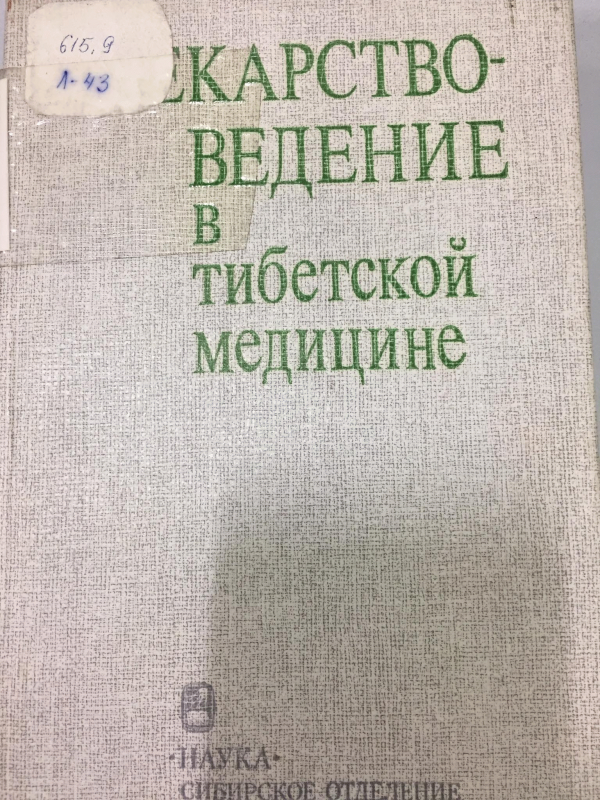 615,9
Л-43
ЕКАРСТВО-
ВЕДЕНИЕ
В
тибетской
медицине
•НАУКА•
СИБИРСКОЕ ОТДЕЛЕНИЕ